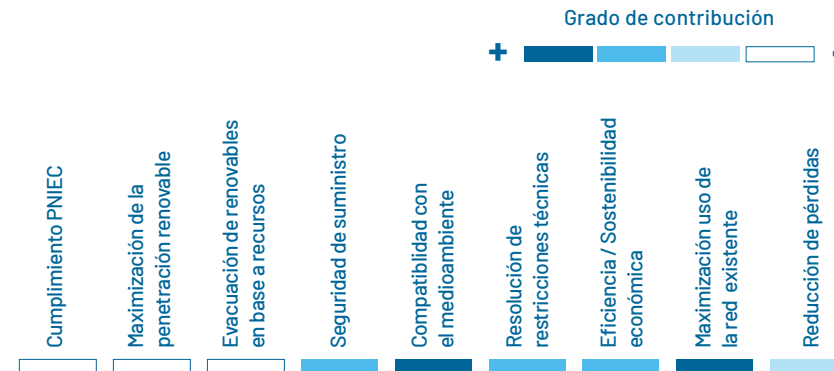 Grado de contribución
+
Cumplimiento PNIEC
Maximización de la
penetración renovable
Evacuación de renovables
en base a recursos
Seguridad de suministro
Compatiblidad con
el medioambiente
Resolución de
restricciones técnicas
Eficiencia / Sostenibilidad
económica
Maximización uso de
la red existente
Reducción de pérdidas